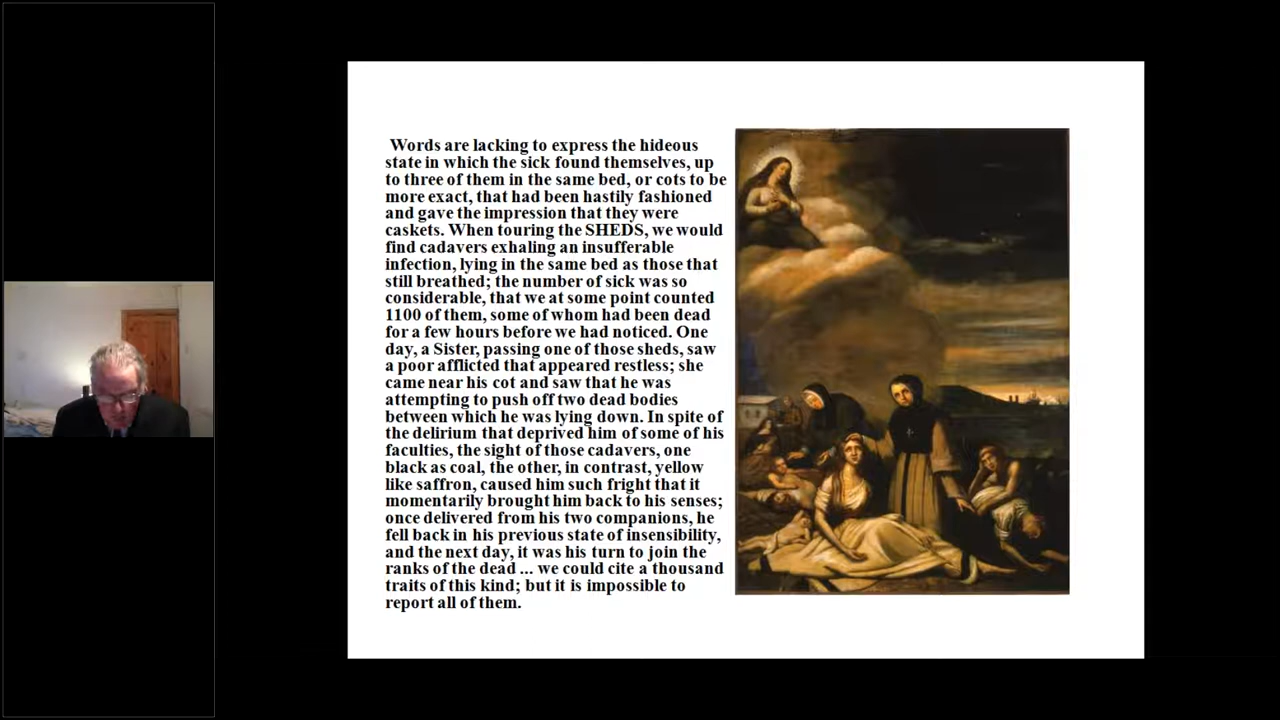 Words are lacking to express the hideous
state in which the sick found themselves, up
to three of them in the same bed, or cots to be
more exact, that had been hastily fashioned
and gave the impression that they were
caskets. When touring the SHEDS, we would
find cadavers exhaling an insufferable
infection, lying in the same bed as those that
still breathed; the number of sick was so
considerable, that we at some point counted
1100 of them, some of whom had been dead
for a few hours before we had noticed. One
day, a Sister, passing one of those sheds, saw
a poor afflicted that appeared restless; she
came near his cot and saw that he was
attempting to push off two dead bodies
between which he was lying down. In spite of
the delirium that deprived him of some of his
faculties, the sight of those cadavers, one
black as coal, the other, in contrast, yellow
like saffron, caused him such fright that it
momentarily brought him back to his senses;
once delivered from his two companions, he
fell back in his previous state of insensibility,
and the next day, it was his turn to join the
ranks of the dead ... we could cite a thousand
traits of this kind; but it is impossible to
report all of them.